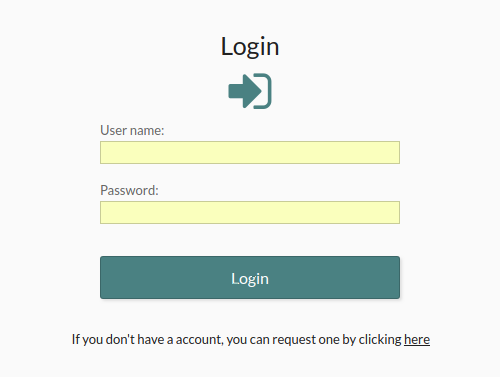 Login
User name:
Password:
Login
If you don't have a account, you can request one by clicking here